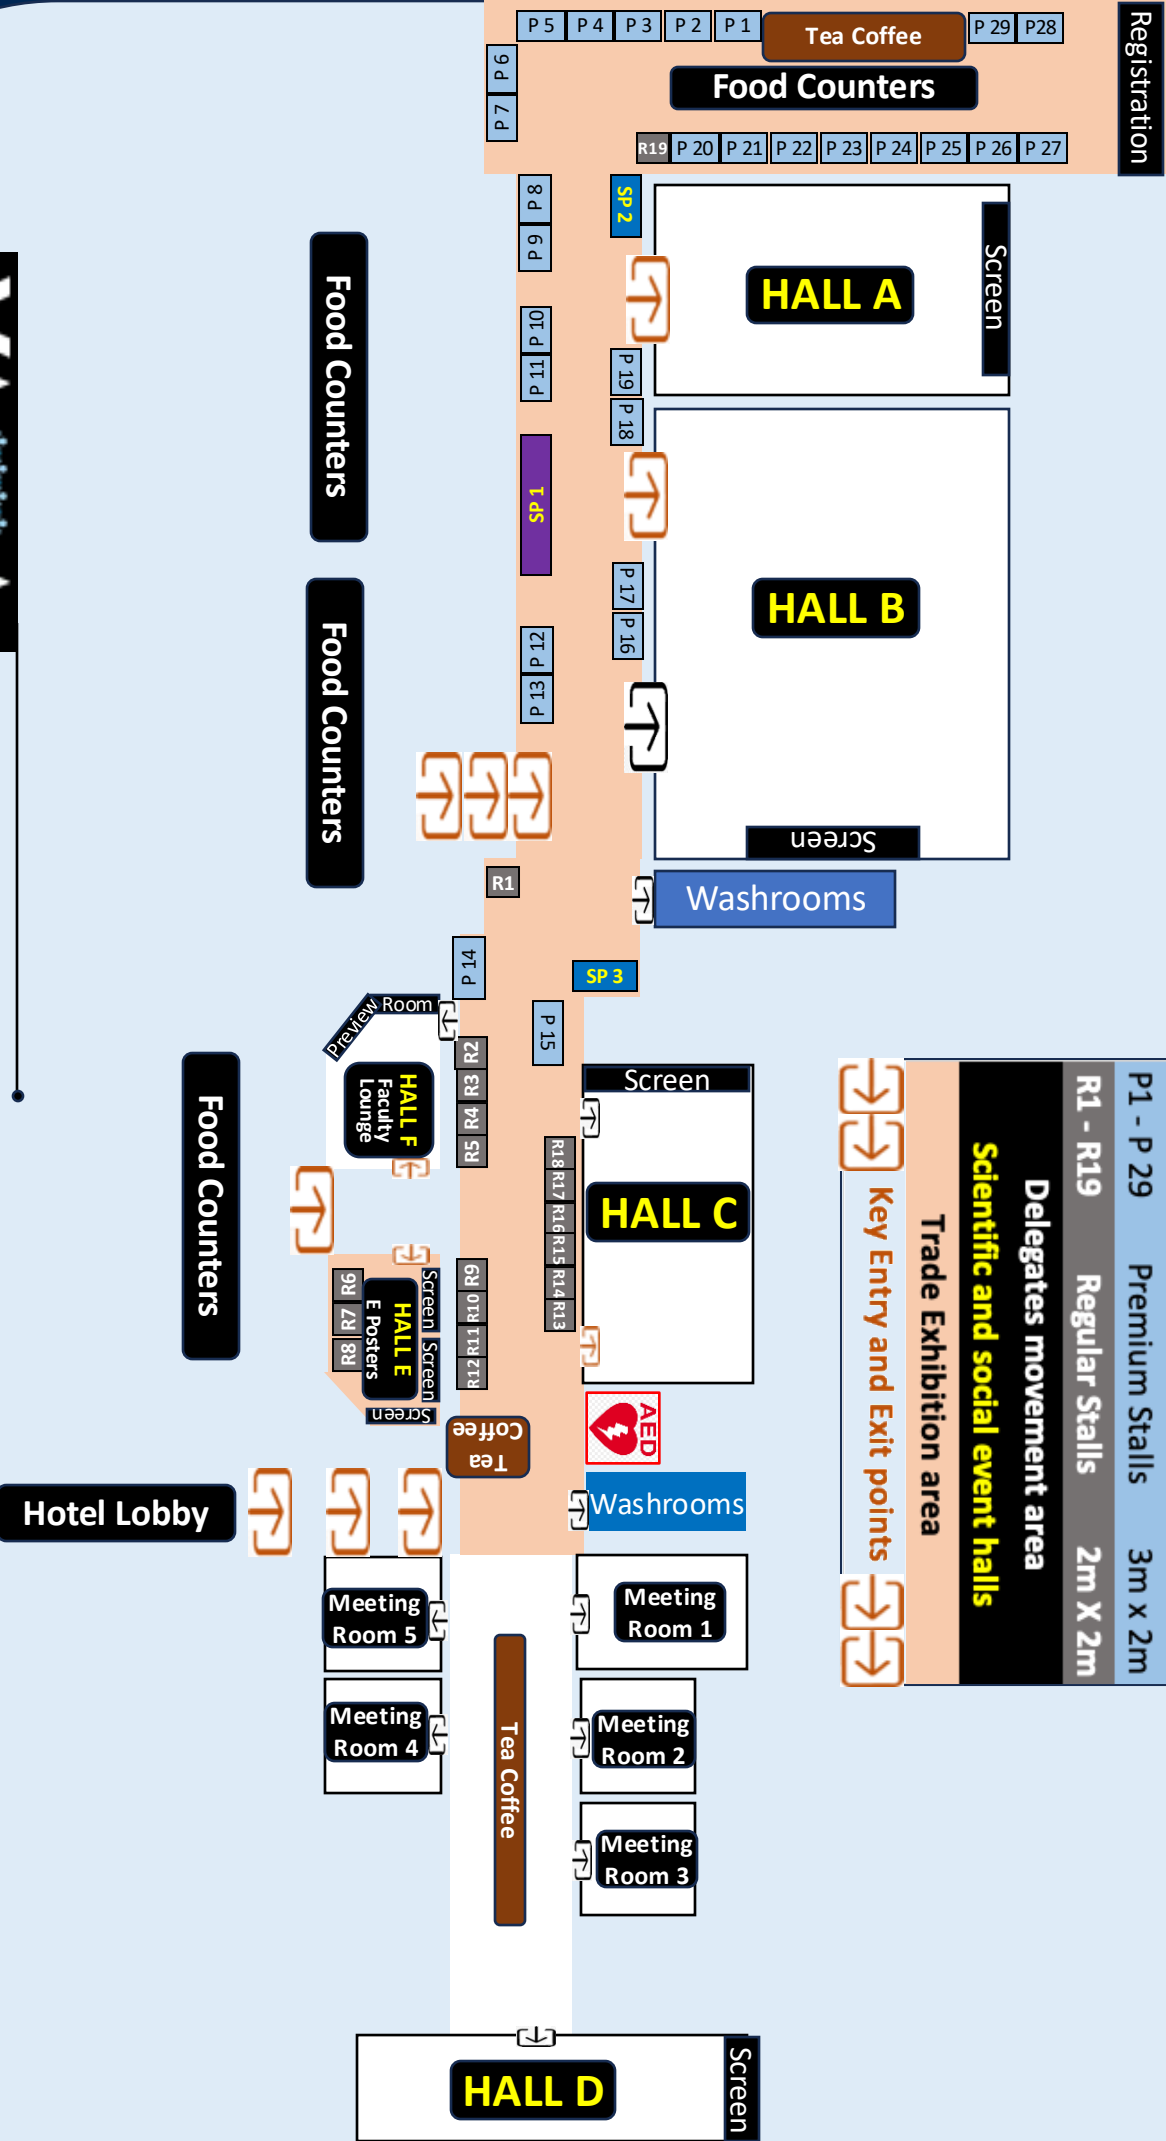 P 5
P 4
P 3
P 2
P 1
Tea Coffee
P 29
P28
Registration
P 6
P 7
Food Counters
R19
P 20
P 21
P 22
P 23
P 24
P 25
P 26
P 27
P 8
P 9
SP 2
HALL A
Screen
Food Counters
P 10
P 11
P 19
P 18
SP 1
HALL B
P 17
P 16
Food Counters
P 12
P 13
Screen
R1
Washrooms
P 14
SP 3
Preview Room
P 15
R2
R3
R4
R5
HALL F
Faculty
Lounge
Screen
HALL C
R18
R17
R16
R15
R14
R13
Food Counters
R6
R7
R8
HALL E
E Posters
Screen
Screen
Screen
R9
R10
R11
R12
AED
Tea
Coffee
Hotel Lobby
Washrooms
Meeting
Room 5
Meeting
Room 1
Meeting
Room 4
Tea Coffee
Meeting
Room 2
Meeting
Room 3
HALL D
Screen
P1 - P 29 Premium Stalls 3m x 2m
R1 - R19 Regular Stalls 2m X 2m
Delegates movement area
Scientific and social event halls
Trade Exhibition area
Key Entry and Exit points